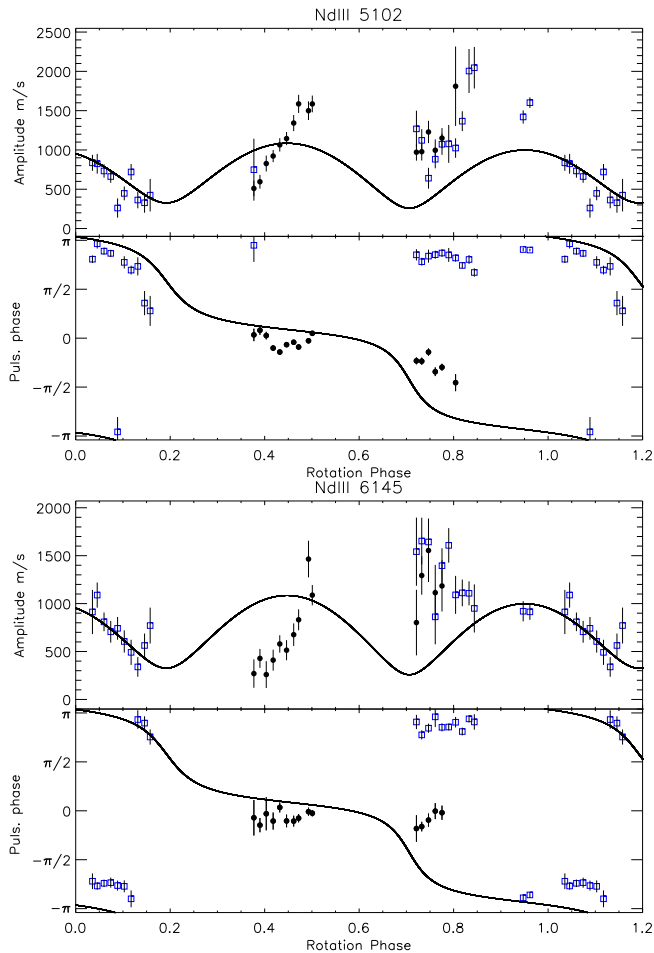 NdIII 5102
2500
2000
1500
1000
500
0
Amplitude m/s
π
π/2
0
−π/2
−π
Puls. phase
0.0 0.2 0.4 0.6 0.8 1.0 1.2
Rotation Phase
NdIII 6145
2000
1500
1000
500
0
Amplitude m/s
π
π/2
0
−π/2
−π
Puls. phase
0.0 0.2 0.4 0.6 0.8 1.0 1.2
Rotation Phase